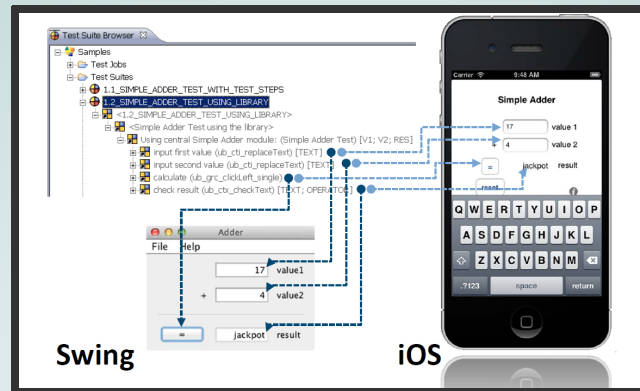 Test Suite Browser
Samples
Test Jobs
Test Suites
1.1_SIMPLE_ADDER_TEST_WITH_TEST_STEPS
1.2_SIMPLE_ADDER_TEST_USING_LIBRARY
<1.2_SIMPLE_ADDER_TEST_USING_LIBRARY>
<Simple Adder Test using the library>
Using central Simple Adder module: (Simple Adder Test) [V1; V2; RES]
input first value (ub_cti_replaceText) [TEXT]
input second value (ub_cti_replaceText) [TEXT]
calculate (ub_grc_clickLeft_single)
check result (ub_ctx_checkText) [TEXT; OPERATOR]
Adder
File Help
17 value1
+ 4 value2
= jackpot result
Swing
Carrier 9:48 AM
Simple Adder
17 value 1
+ 4 value 2
= jackpot result
reset
Q W E R T Y U I O P
A S D F G H J K L
Z X C V B N M
.?123 space return
iOS